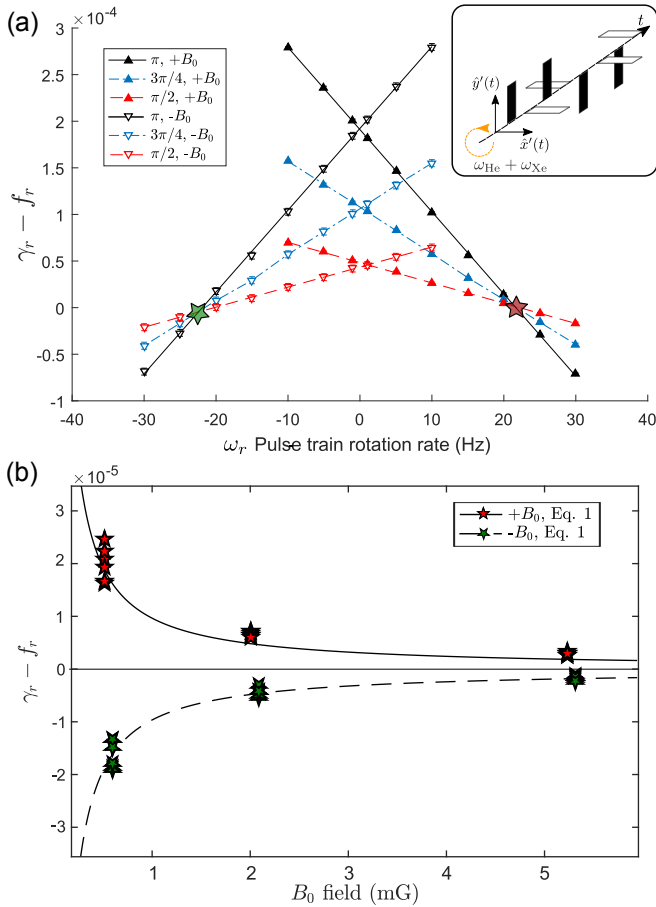 (a)
×10⁻⁴
3
2.5
2
1.5
1
0.5
0
-0.5
-1
γᵣ − fᵣ
π, +B₀
3π/4, +B₀
π/2, +B₀
π, -B₀
3π/4, -B₀
π/2, -B₀
t
ŷ′(t)
x̂′(t)
ω_He + ω_Xe
-40 -30 -20 -10 0 10 20 30 40
ωᵣ Pulse train rotation rate (Hz)
(b)
×10⁻⁵
3
2
1
0
-1
-2
-3
γᵣ − fᵣ
+B₀, Eq. 1
-B₀, Eq. 1
1 2 3 4 5
B₀ field (mG)